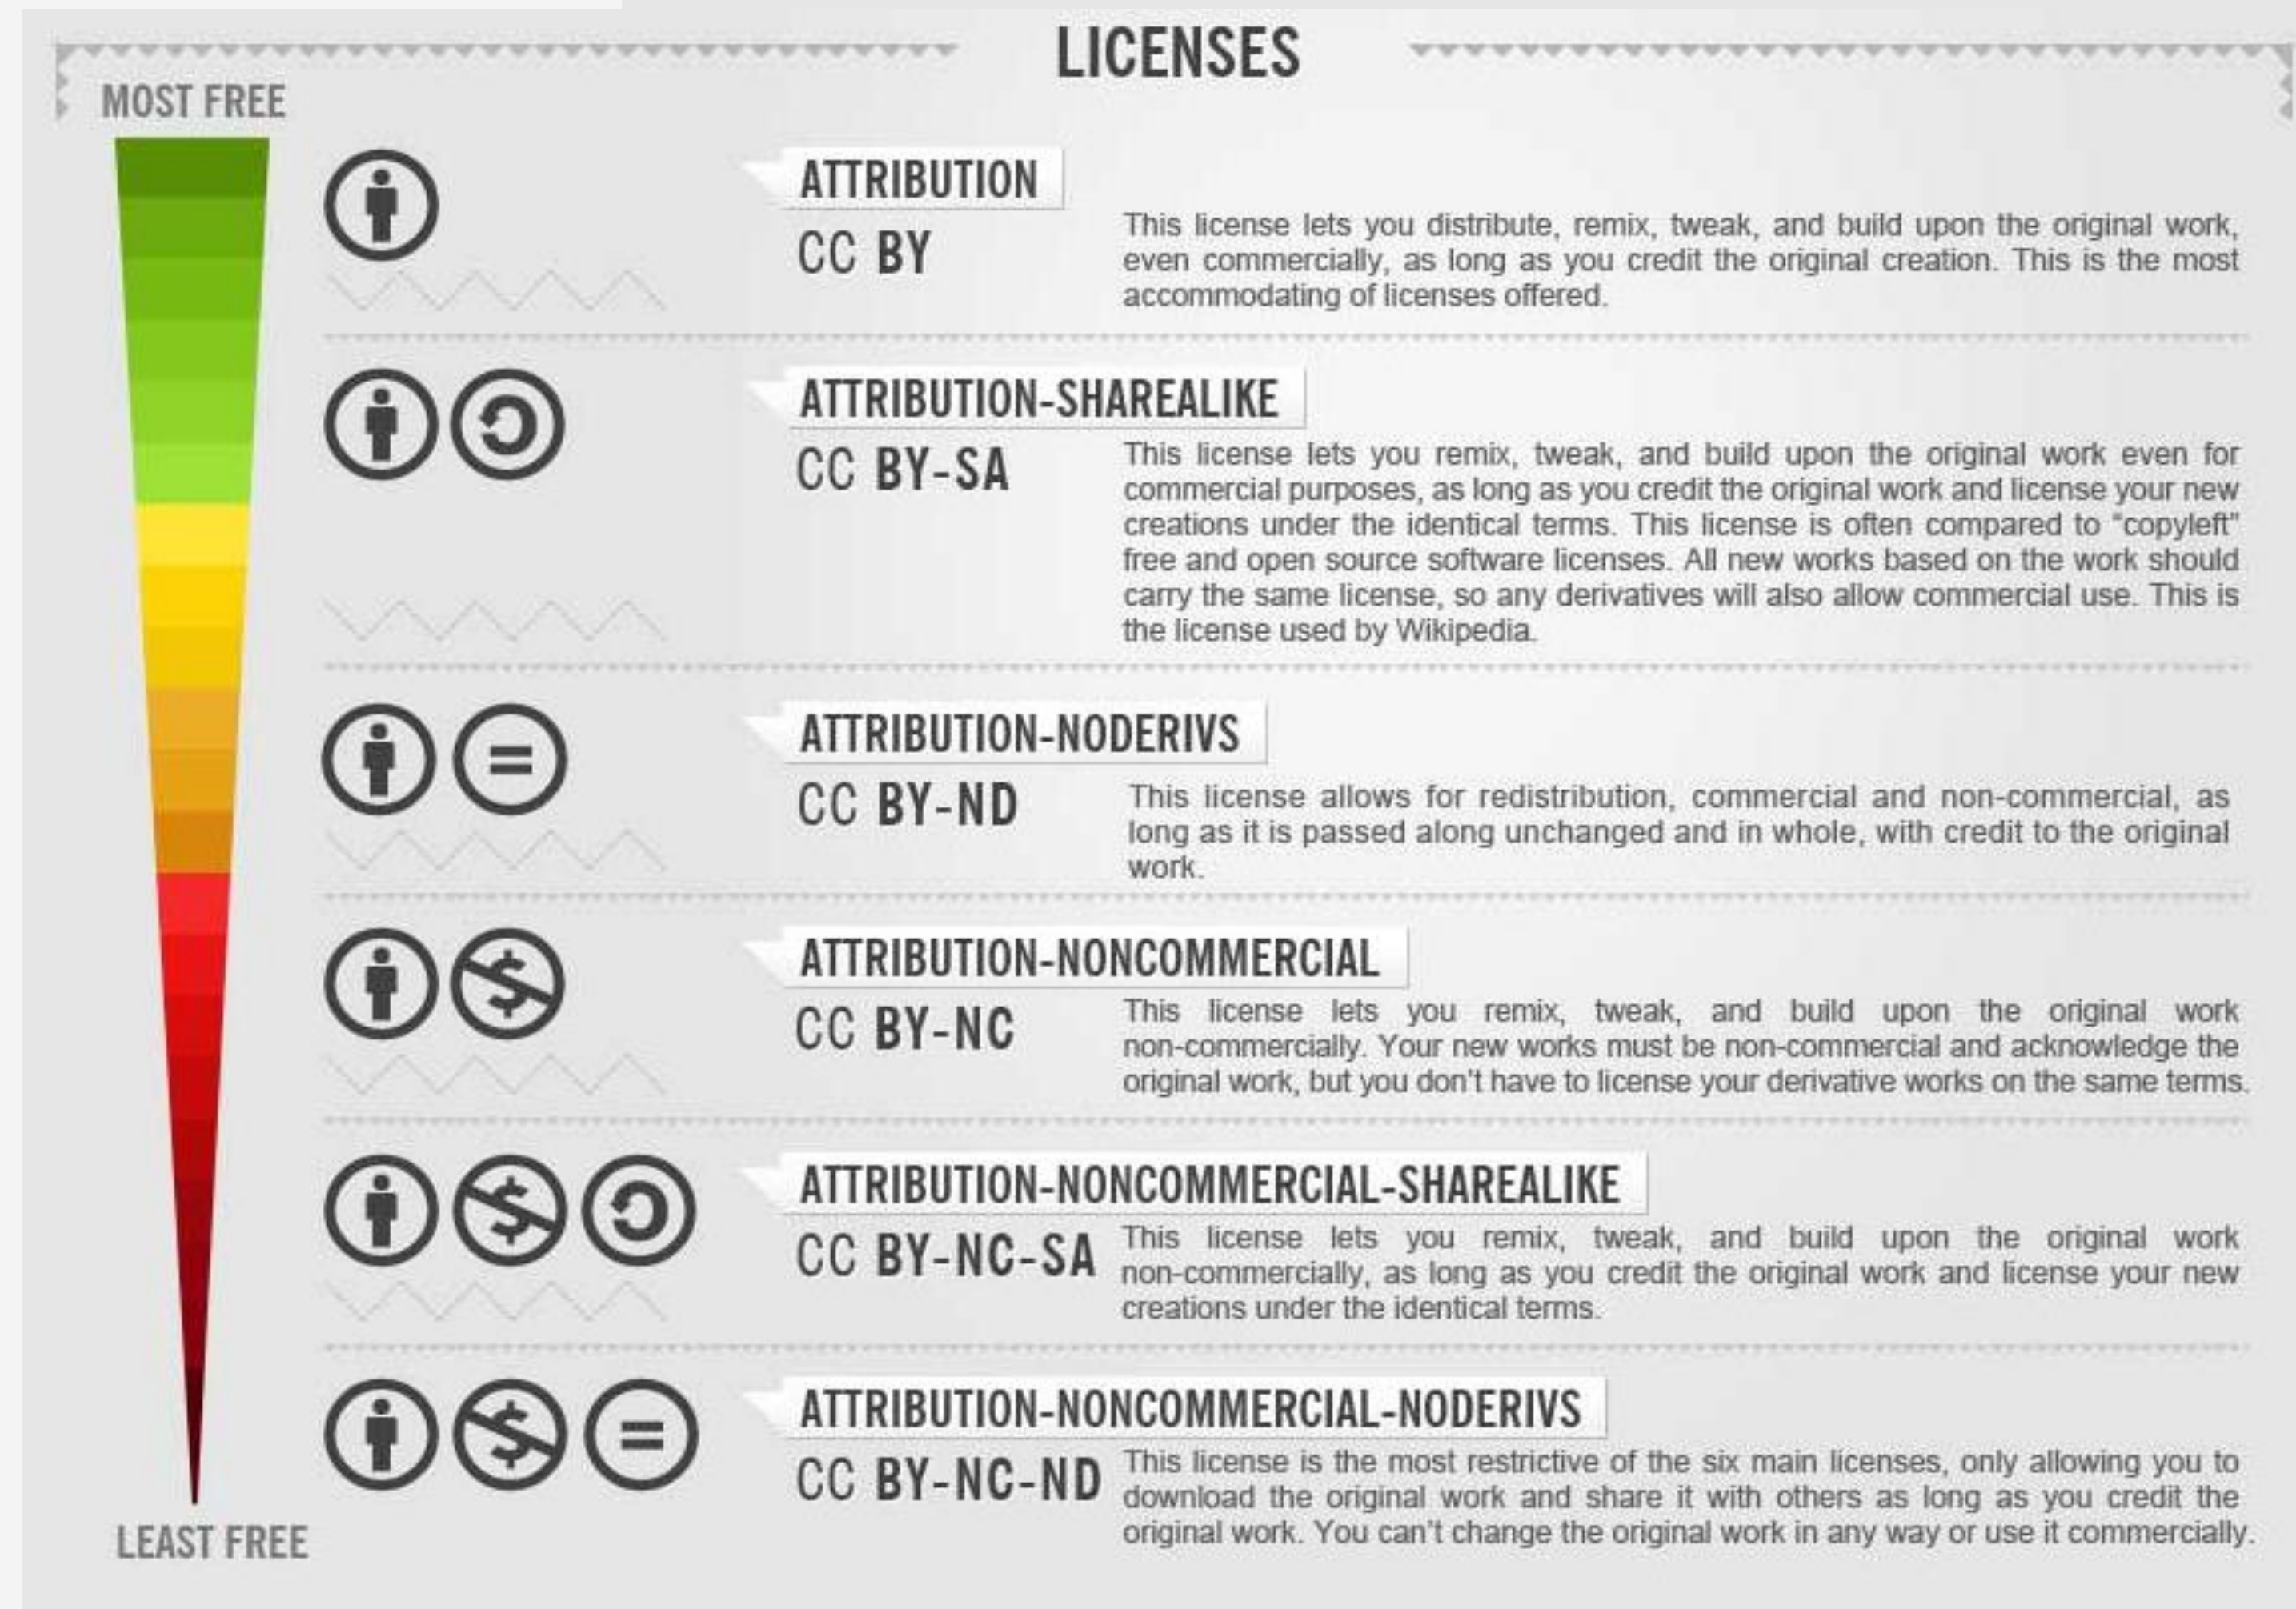 LICENSES
MOST FREE
ATTRIBUTION
CC BY
This license lets you distribute, remix, tweak, and build upon the original work,
even commercially, as long as you credit the original creation. This is the most
accommodating of licenses offered.
ATTRIBUTION-SHAREALIKE
CC BY-SA
This license lets you remix, tweak, and build upon the original work even for
commercial purposes, as long as you credit the original work and license your new
creations under the identical terms. This license is often compared to “copyleft”
free and open source software licenses. All new works based on the work should
carry the same license, so any derivatives will also allow commercial use. This is
the license used by Wikipedia.
ATTRIBUTION-NODERIVS
CC BY-ND
This license allows for redistribution, commercial and non-commercial, as
long as it is passed along unchanged and in whole, with credit to the original
work.
ATTRIBUTION-NONCOMMERCIAL
CC BY-NC
This license lets you remix, tweak, and build upon the original work
non-commercially. Your new works must be non-commercial and acknowledge the
original work, but you don't have to license your derivative works on the same terms.
ATTRIBUTION-NONCOMMERCIAL-SHAREALIKE
CC BY-NC-SA
This license lets you remix, tweak, and build upon the original work
non-commercially, as long as you credit the original work and license your new
creations under the identical terms.
ATTRIBUTION-NONCOMMERCIAL-NODERIVS
CC BY-NC-ND
This license is the most restrictive of the six main licenses, only allowing you to
download the original work and share it with others as long as you credit the
original work. You can't change the original work in any way or use it commercially.
LEAST FREE